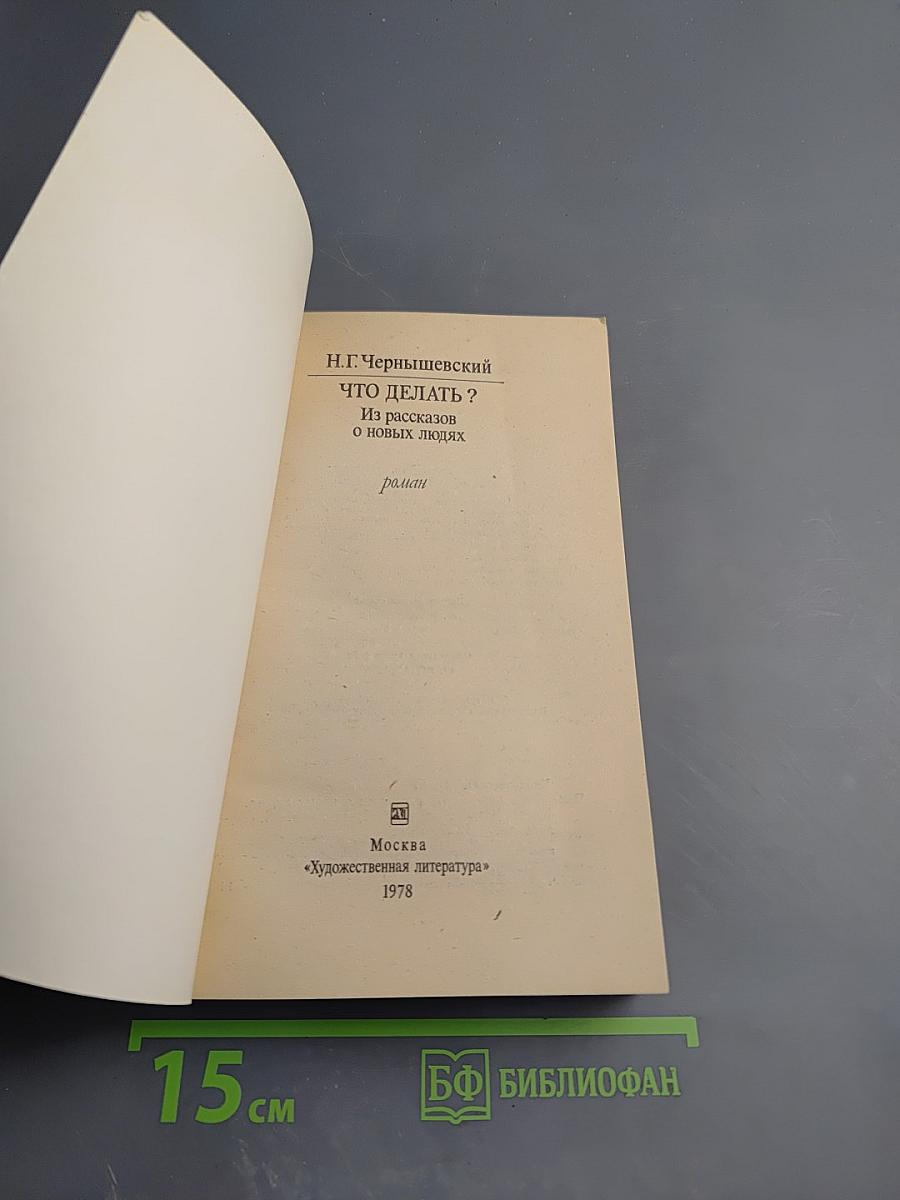 Н.Г. Чернышевский
ЧТО ДЕЛАТЬ?
Из рассказов
о новых людях
роман
Москва
«Художественная литература»
1978
15 см
БФ БИБЛИОФАН